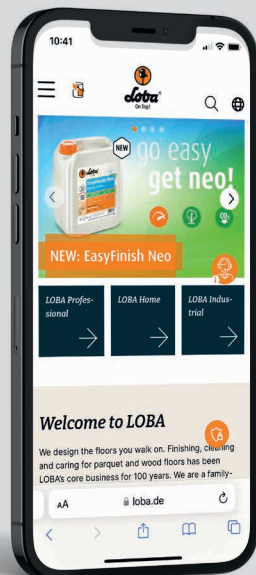 10:41
Loba
On Top!
NEW
go easy
get neo!
Loba
CO₂
NEW: EasyFinish Neo
LOBA Profes-
sional
LOBA Home
LOBA Indus-
trial
Welcome to LOBA
We design the floors you walk on. Finishing, cleaning
and caring for parquet and wood floors has been
LOBA's core business for 100 years. We are a family-
AA
loba.de